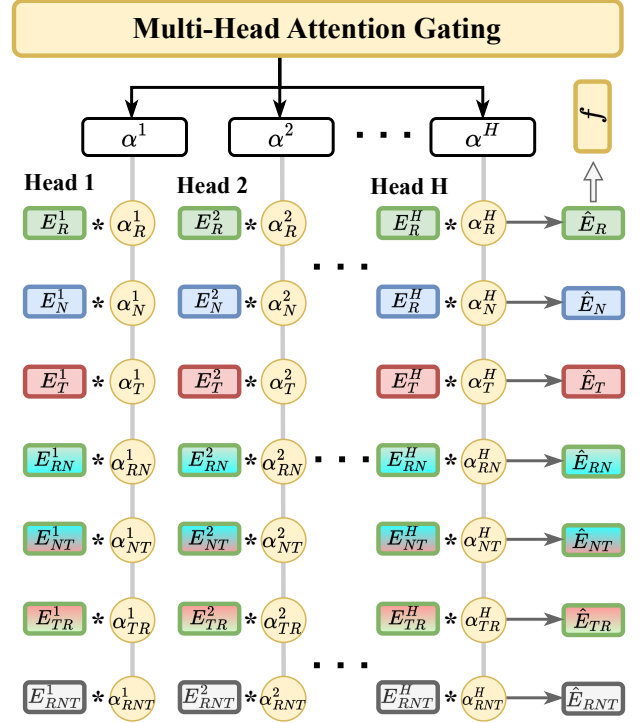 Multi-Head Attention Gating
α^1 α^2 ... α^H f
Head 1 Head 2 Head H
E_R^1 * α_R^1 E_R^2 * α_R^2 E_R^H * α_R^H Ê_R
...
E_N^1 * α_N^1 E_N^2 * α_N^2 E_R^H * α_N^H Ê_N
E_T^1 * α_T^1 E_T^2 * α_T^2 E_T^H * α_T^H Ê_T
E_RN^1 * α_RN^1 E_RN^2 * α_RN^2 ... E_RN^H * α_RN^H Ê_RN
E_NT^1 * α_NT^1 E_NT^2 * α_NT^2 E_NT^H * α_NT^H Ê_NT
E_TR^1 * α_TR^1 E_TR^2 * α_TR^2 E_TR^H * α_TR^H Ê_TR
...
E_RNT^1 * α_RNT^1 E_RNT^2 * α_RNT^2 E_RNT^H * α_RNT^H Ê_RNT